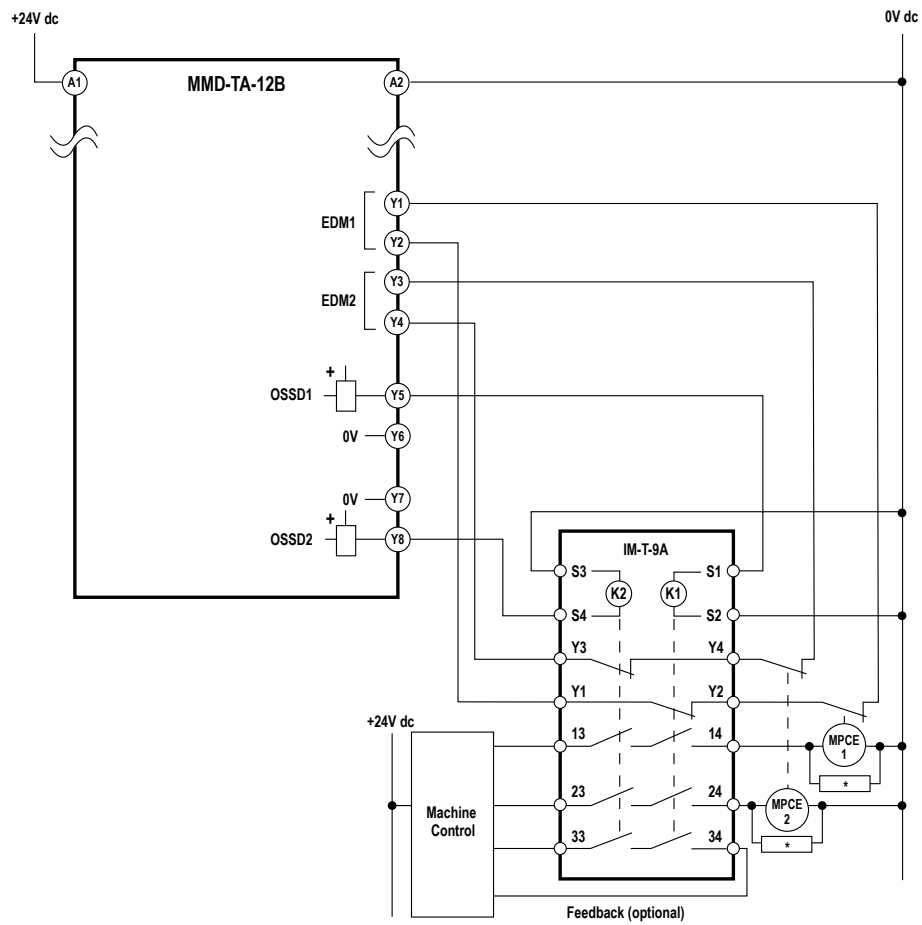 +24V dc
0V dc
A1
MMD-TA-12B
A2
Y1
EDM1
Y2
Y3
EDM2
Y4
+
OSSD1
Y5
0V
Y6
0V
Y7
+
OSSD2
Y8
IM-T-9A
S3
S1
K2
K1
S4
S2
Y3
Y4
Y1
Y2
+24V dc
13
14
MPCE
1
*
23
24
MPCE
2
Machine
Control
33
34
*
Feedback (optional)